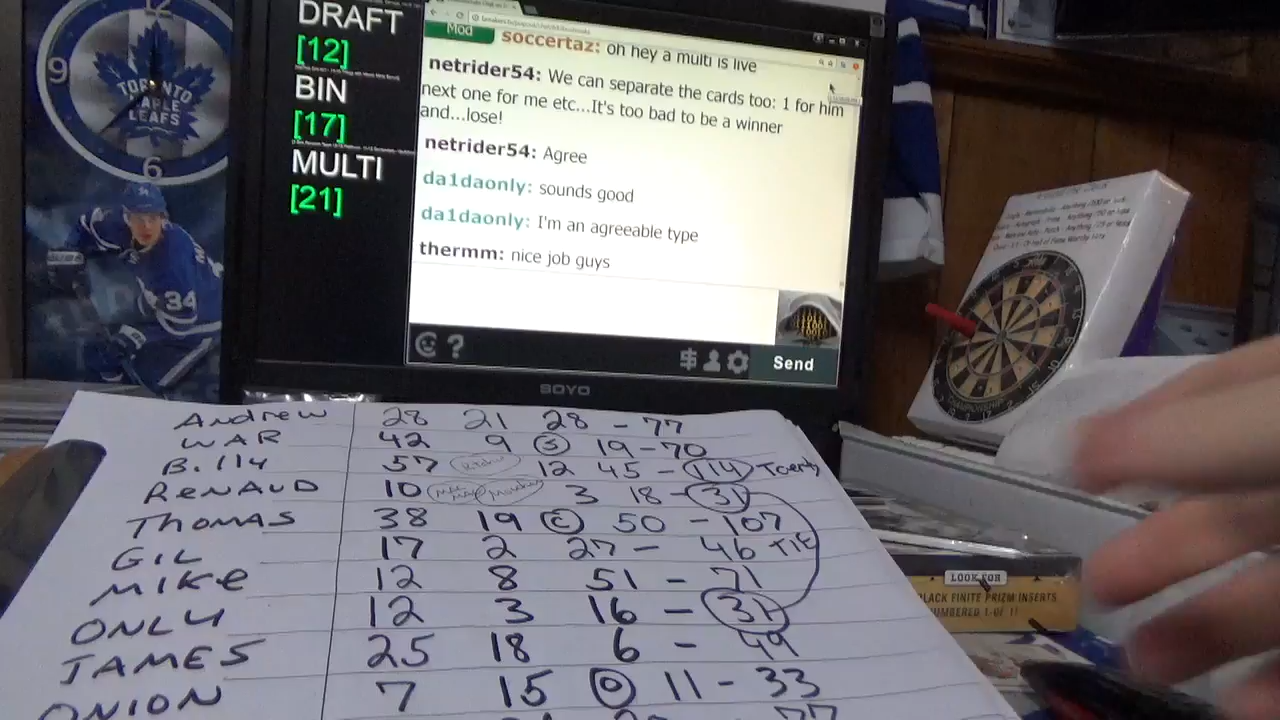 DRAFT
[12]
BIN
[17]
MULTI
[21]
Mod soccertaz: oh hey a multi is live
netrider54: We can separate the cards too: 1 for him
next one for me etc...It's too bad to be a winner
and...lose!
netrider54: Agree
da1daonly: sounds good
da1daonly: I'm an agreeable type
thermm: nice job guys
? Send
SOYO
9
TORONTO
MAPLE
LEAFS
6
34
Andrew 28 21 28 - 77
WAR 42 9 S 19 - 70
Billy 57 12 45 - 114 Twenty
RENAUD 10 3 18 - 31
THOMAS 38 19 C 50 - 107
GIL 17 2 27 - 46 TIE
MIKE 12 8 51 - 71
ONLY 12 3 16 - 31
JAMES 25 18 6 - 49
ONION 7 15 O 11 - 33
77
LOOK FOR
BLACK FINITE PRIZM INSERTS
NUMBERED 1 OF 1!